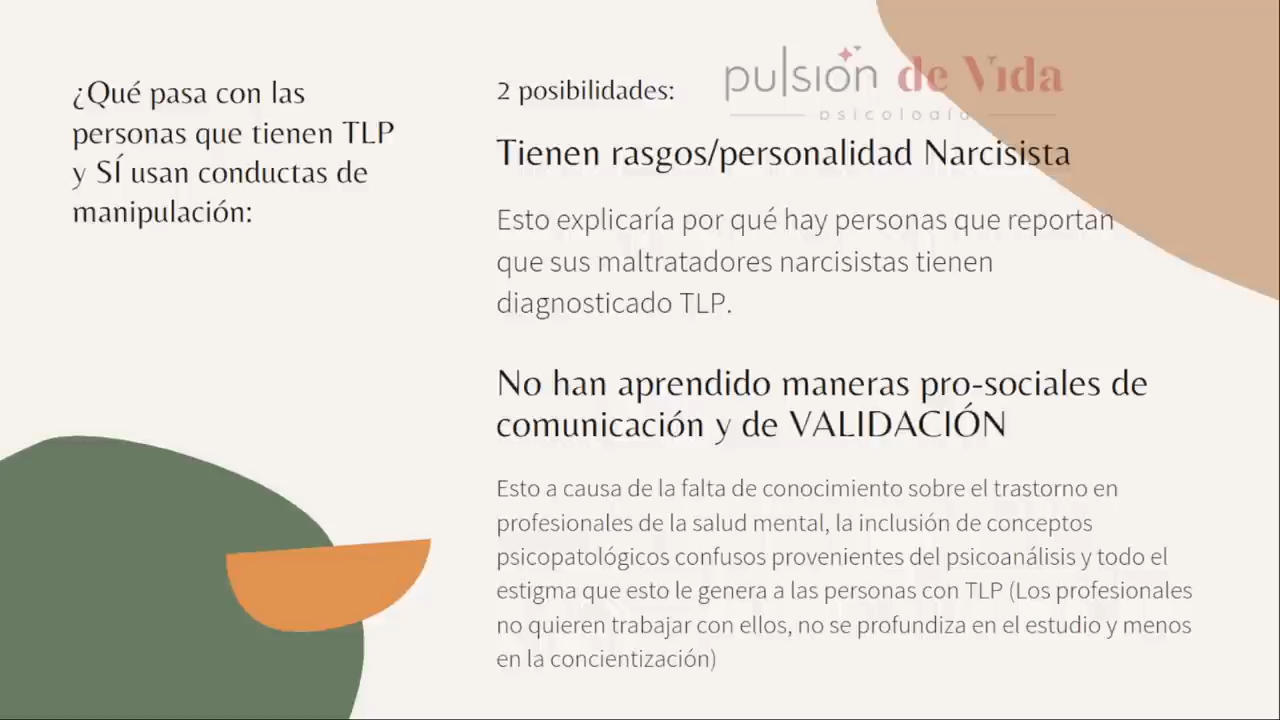 ¿Qué pasa con las
personas que tienen TLP
y SÍ usan conductas de
manipulación:
pulsión de Vida
psicología
2 posibilidades:
Tienen rasgos/personalidad Narcisista
Esto explicaría por qué hay personas que reportan
que sus maltratadores narcisistas tienen
diagnosticado TLP.
No han aprendido maneras pro-sociales de
comunicación y de VALIDACIÓN
Esto a causa de la falta de conocimiento sobre el trastorno en
profesionales de la salud mental, la inclusión de conceptos
psicopatológicos confusos provenientes del psicoanálisis y todo el
estigma que esto le genera a las personas con TLP (Los profesionales
no quieren trabajar con ellos, no se profundiza en el estudio y menos
en la concientización)